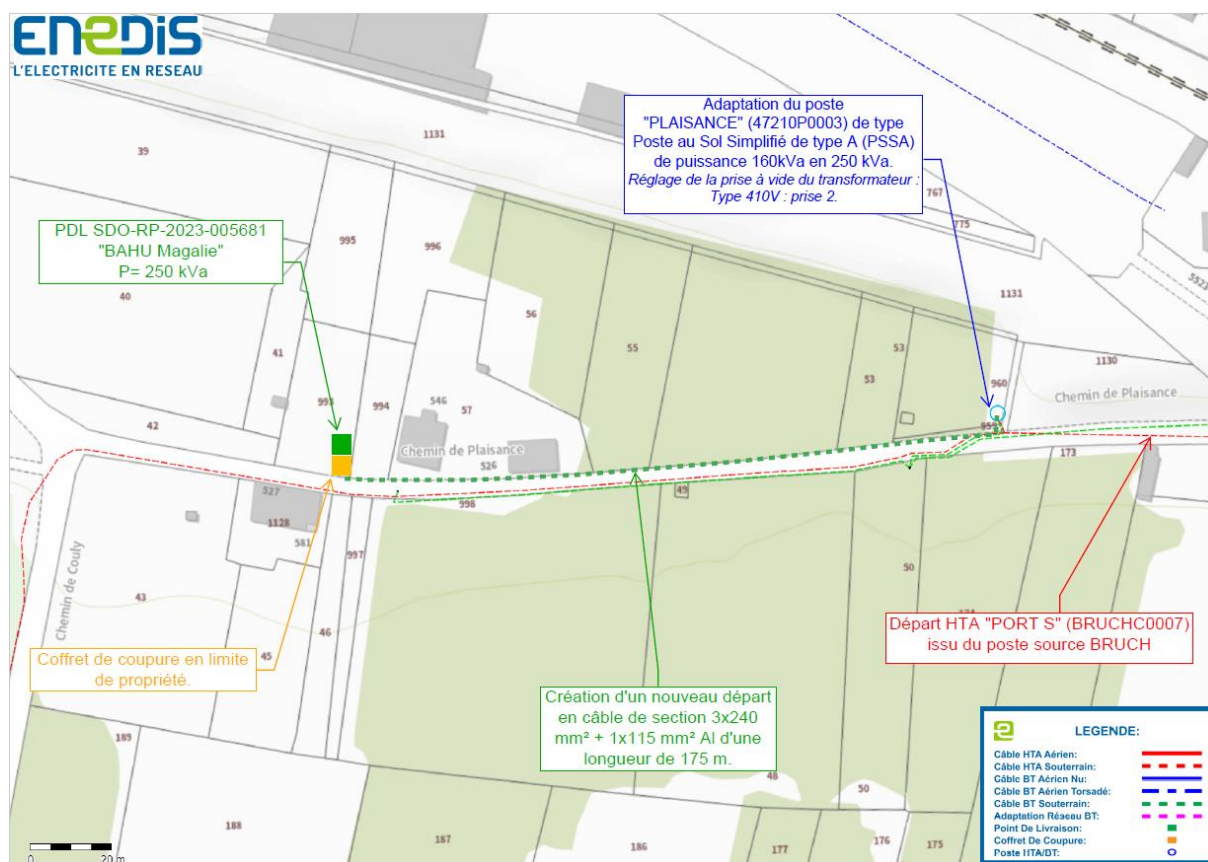 ENEDIS
L'ELECTRICITE EN RESEAU
Adaptation du poste
"PLAISANCE" (47210P0003) de type
Poste au Sol Simplifié de type A (PSSA)
de puissance 160kVa en 250 kVa.
Réglage de la prise à vide du transformateur :
Type 410V : prise 2.
1131
39
767
775
PDL SDO-RP-2023-005681
"BAHU Magalie"
P= 250 kVa
995
996
40
56
55
53
53
1131
41
960
1130
Chemin de Plaisance
994
546
57
42
Chemin de Plaisance
526
173
527
998
49
1128
581
997
43
50
Chemin de Couly
46
45
Départ HTA "PORT S" (BRUCHC0007)
issu du poste source BRUCH
Coffret de coupure en limite
de propriété.
Création d'un nouveau départ
en câble de section 3x240
mm² + 1x115 mm² Al d'une
longueur de 175 m.
189
48
50
188
187
186
177
176
175
LEGENDE:
Câble HTA Aérien:
Câble HTA Souterrain:
Câble BT Aérien Nu:
Câble BT Aérien Torsadé:
Câble BT Souterrain:
Adaptation Réseau BT:
Point De Livraison:
Coffret De Coupure:
Poste HTA/BT:
0
20 m